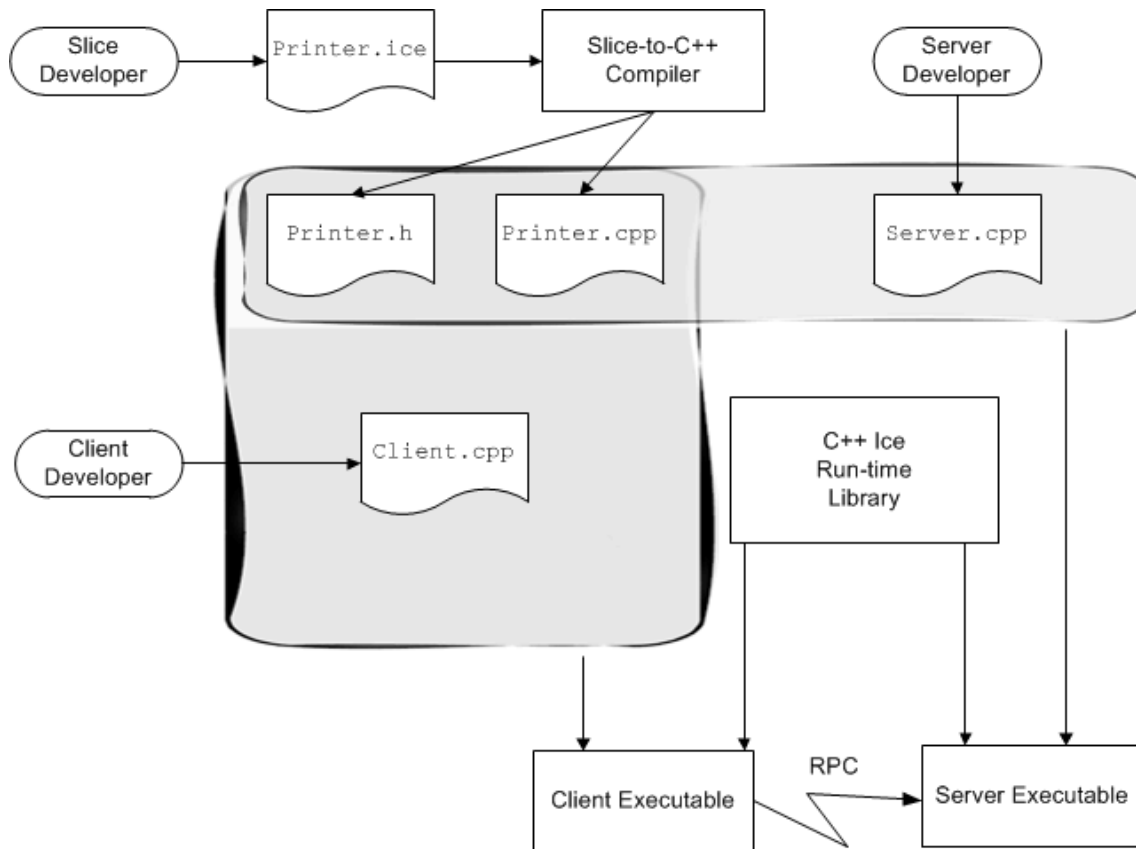 Slice
Developer
Printer.ice
Slice-to-C++
Compiler
Server
Developer
Printer.h
Printer.cpp
Server.cpp
Client
Developer
Client.cpp
C++ Ice
Run-time
Library
RPC
Client Executable
Server Executable